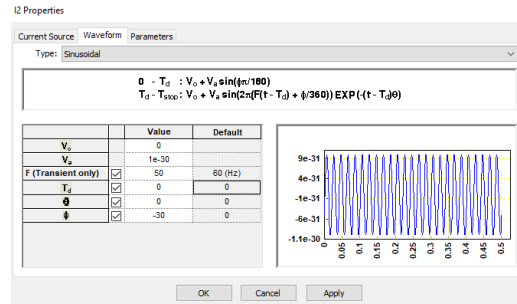 I2 Properties
Current Source Waveform Parameters
Type: Sinusoidal
0 - Td : Vo + Va sin(ϕπ/180)
Td - Tstop : Vo + Va sin(2π(F(t - Td) + ϕ/360)) EXP (-(t - Td)θ)
Value Default
Vo 0
Va 1e-30
F (Transient only) 50 60 (Hz)
Td 0 0
θ 0 0
ϕ -30 0
9e-31
4e-31
-1e-31
-6e-31
-1.1e-30
0 0.05 0.1 0.15 0.2 0.25 0.3 0.35 0.4 0.45 0.5
OK Cancel Apply